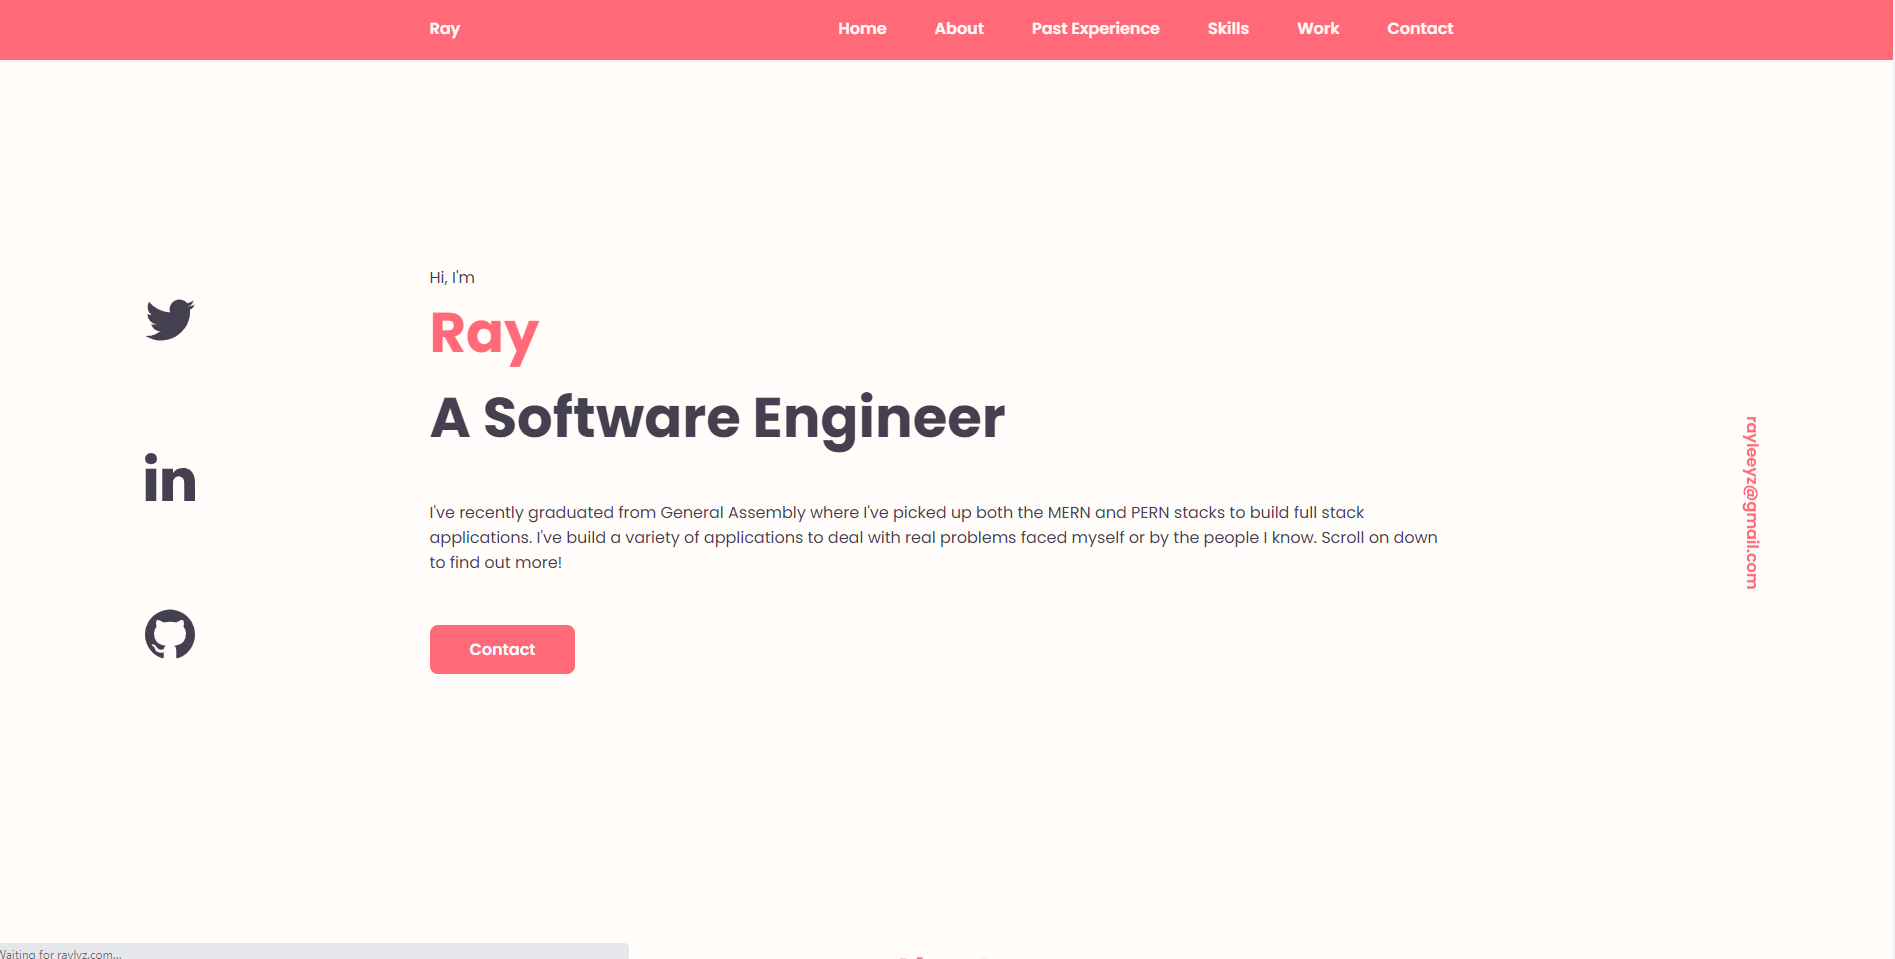 Ray Home About Past Experience Skills Work Contact
Hi, I'm
Ray
A Software Engineer
in
I've recently graduated from General Assembly where I've picked up both the MERN and PERN stacks to build full stack
applications. I've build a variety of applications to deal with real problems faced myself or by the people I know. Scroll on down
to find out more!
Contact
rayleeyz@gmail.com
Waiting for raylyz.com...